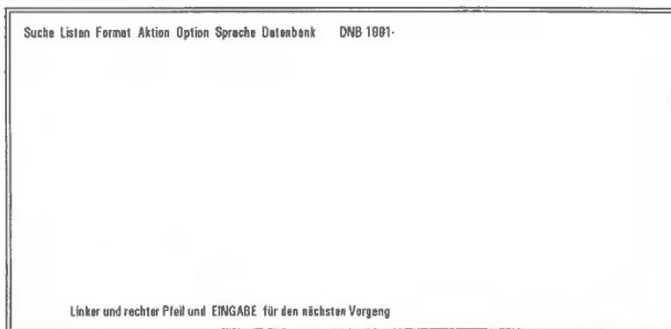 Suche Listen Format Aktion Option Sprache Datenbank DNB 1991-
Linker und rechter Pfeil und EINGABE für den nächsten Vorgang